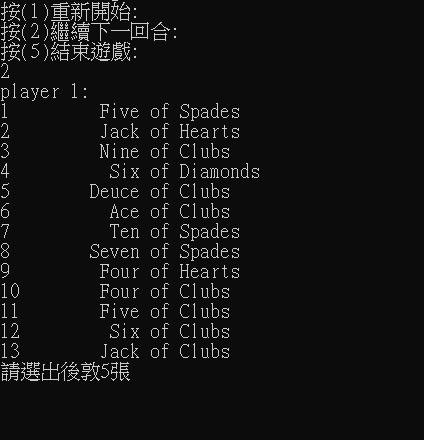 按(1)重新開始:
按(2)繼續下一回合:
按(5)結束遊戲:
2
player 1:
1 Five of Spades
2 Jack of Hearts
3 Nine of Clubs
4 Six of Diamonds
5 Deuce of Clubs
6 Ace of Clubs
7 Ten of Spades
8 Seven of Spades
9 Four of Hearts
10 Four of Clubs
11 Five of Clubs
12 Six of Clubs
13 Jack of Clubs
請選出後敦5張